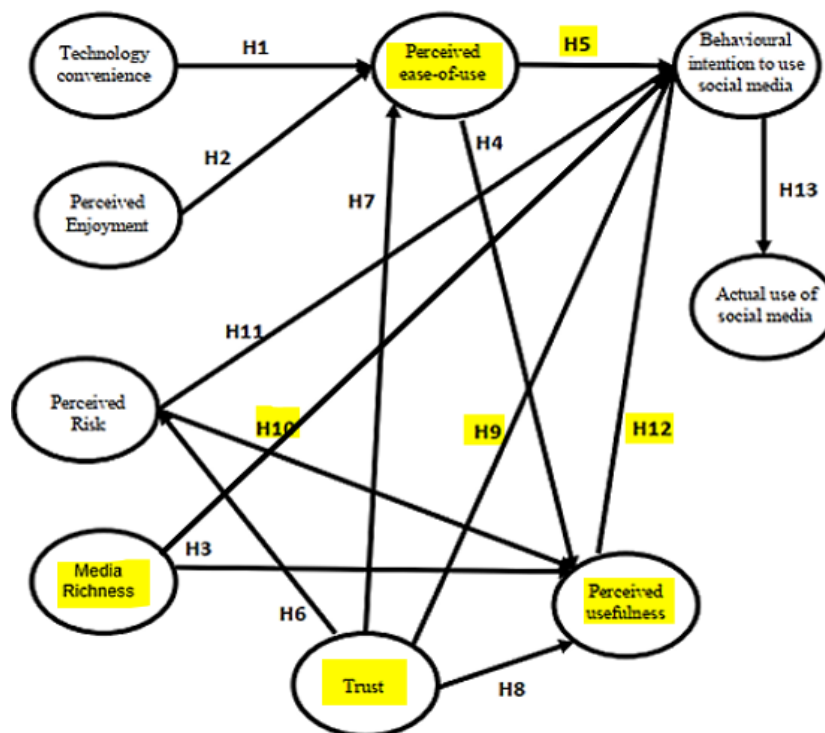 Technology
convenience
H1
Perceived
ease-of-use
H5
Behavioural
intention to use
social media
H2
H4
Perceived
Enjoyment
H7
H13
Actual use of
social media
H11
Perceived
Risk
H10
H9
H12
Media
Richness
H3
Perceived
usefulness
H6
Trust
H8